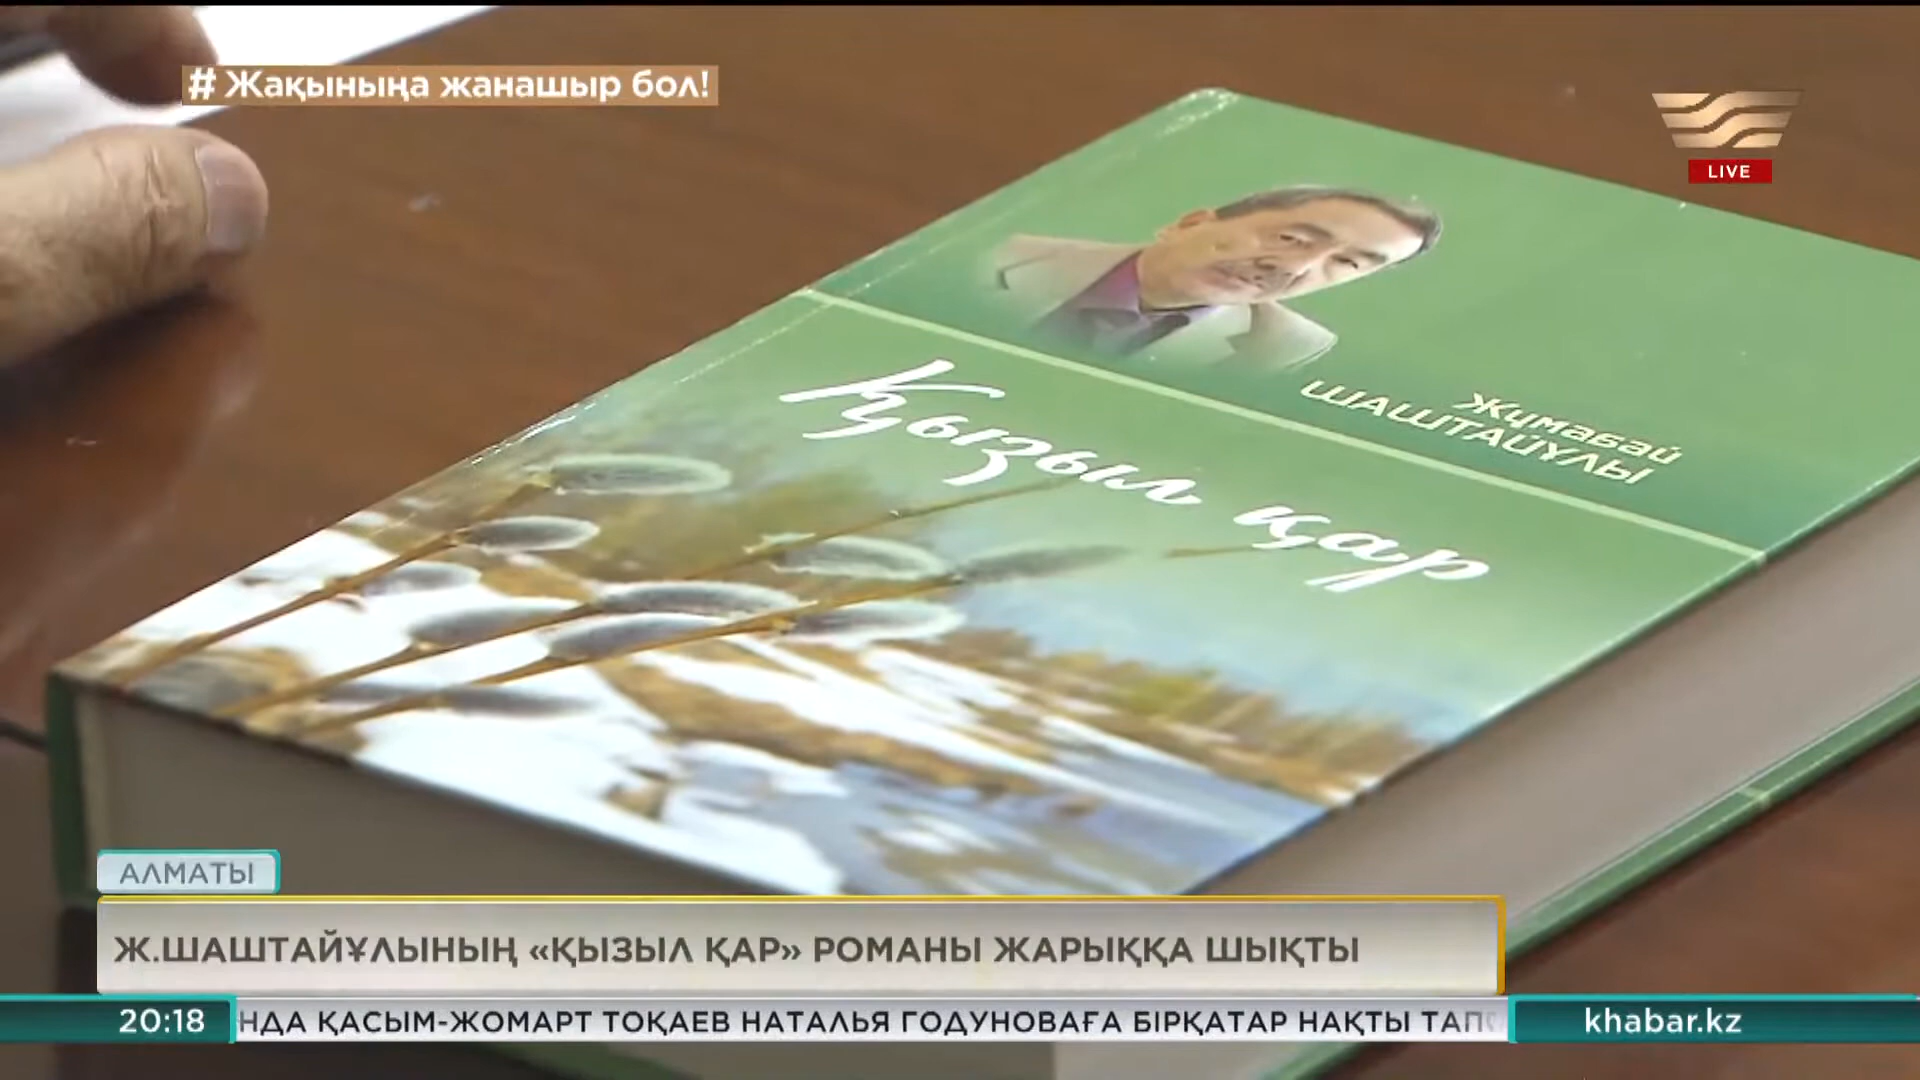 # Жақыныңа жанашыр бол!
LIVE
Жұмабай
ШАШТАЙҰЛЫ
Қызыл қар
АЛМАТЫ
Ж.ШАШТАЙҰЛЫНЫҢ «ҚЫЗЫЛ ҚАР» РОМАНЫ ЖАРЫҚҚА ШЫҚТЫ
20:18
НДА ҚАСЫМ-ЖОМАРТ ТОҚАЕВ НАТАЛЬЯ ГОДУНОВАҒА БІРҚАТАР НАҚТЫ
khabar.kz